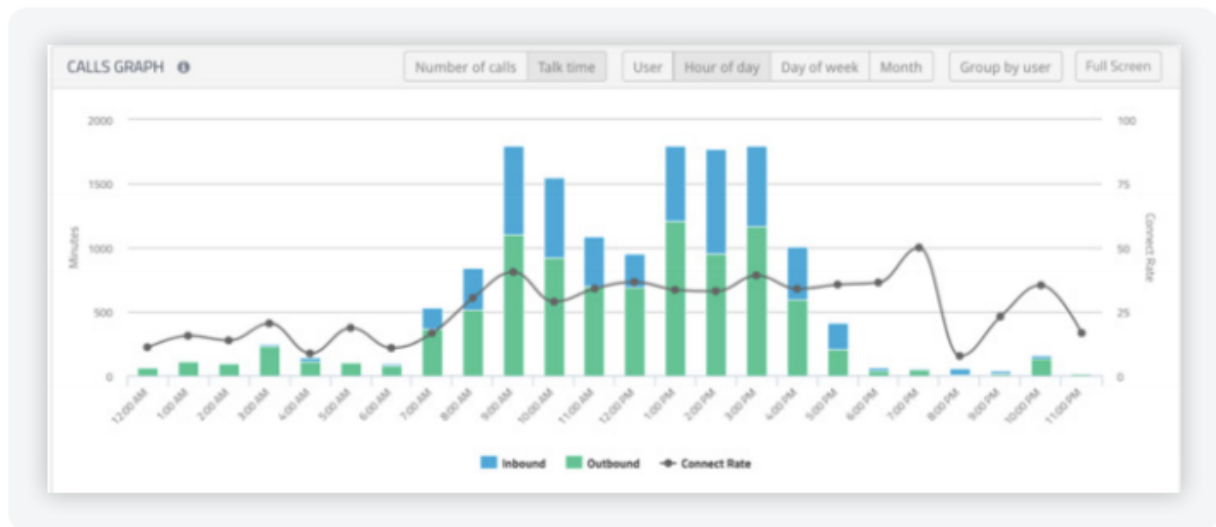 CALLS GRAPH
Number of calls Talk time User Hour of day Day of week Month Group by user Full Screen
2000 100
1500 75
1000 50
500 25
0 0
Minutes
Connect Rate
12:00 AM 1:00 AM 2:00 AM 3:00 AM 4:00 AM 5:00 AM 6:00 AM 7:00 AM 8:00 AM 9:00 AM 10:00 AM 11:00 AM 12:00 PM 1:00 PM 2:00 PM 3:00 PM 4:00 PM 5:00 PM 6:00 PM 7:00 PM 8:00 PM 9:00 PM 10:00 PM 11:00 PM
Inbound Outbound Connect Rate